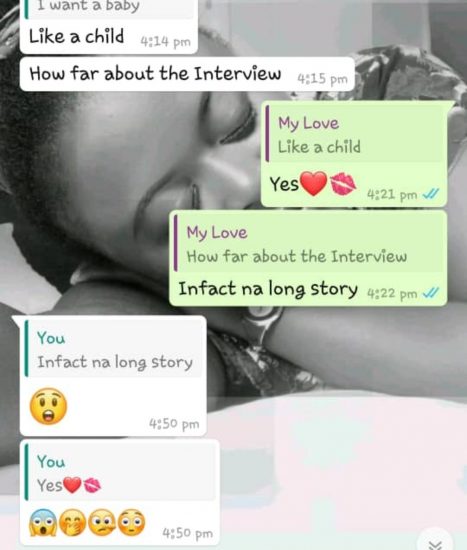 I want a baby
Like a child 4:14 pm
How far about the Interview 4:15 pm
My Love
Like a child
Yes❤️💋 4:21 pm
My Love
How far about the Interview
Infact na long story 4:22 pm
You
Infact na long story
😲
4:50 pm
You
Yes❤️💋
😱🤭🤨😳 4:50 pm